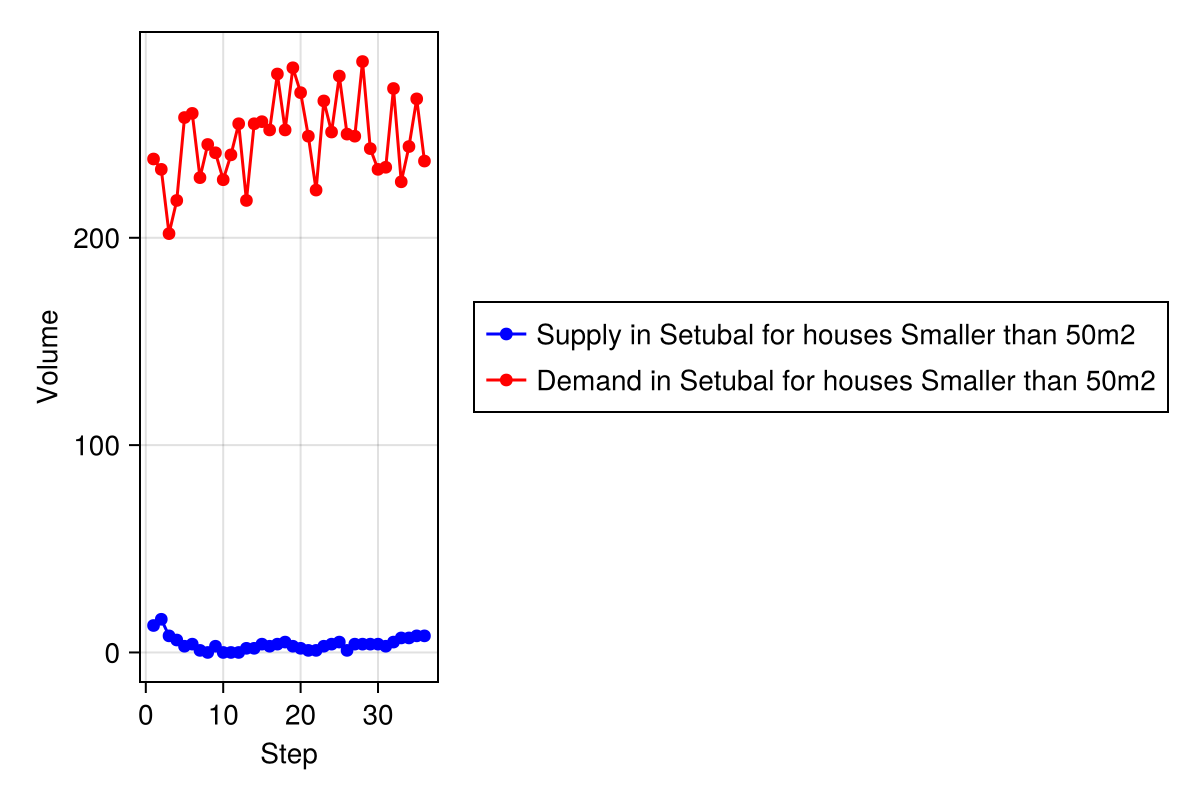 200
100
0
Volume
0 10 20 30
Step
Supply in Setubal for houses Smaller than 50m2
Demand in Setubal for houses Smaller than 50m2